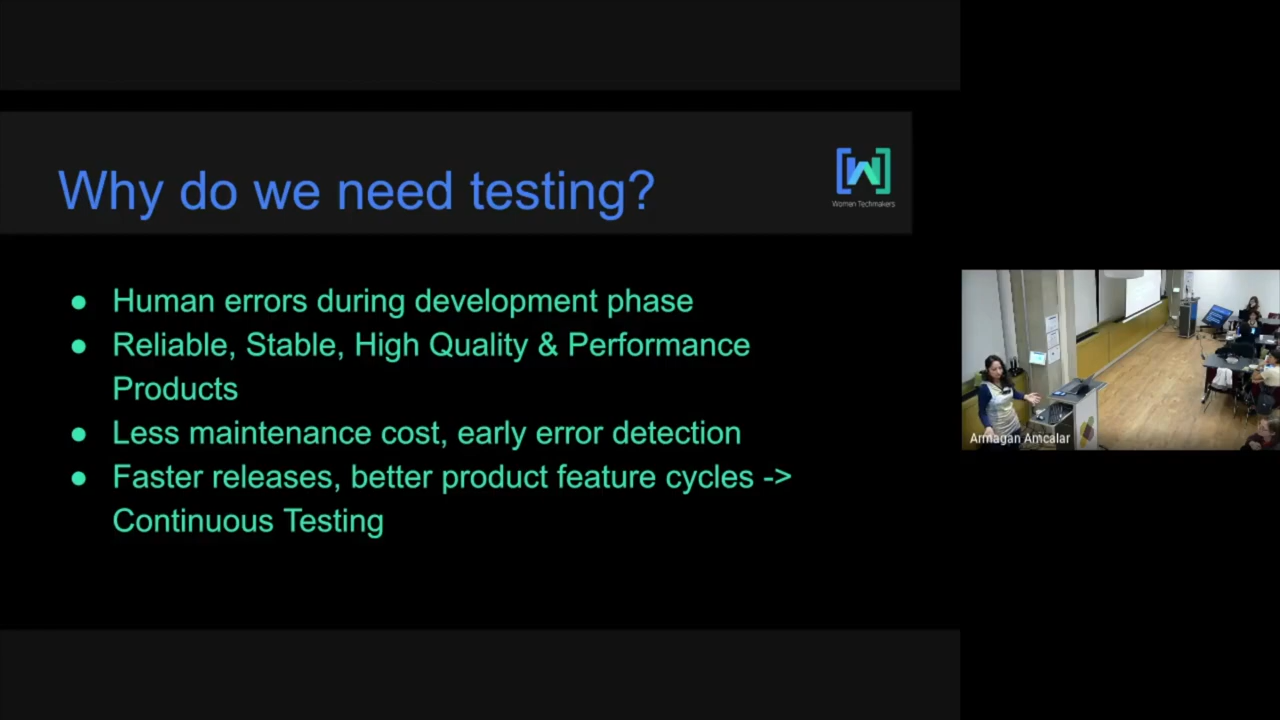 Why do we need testing?
Women Techmakers
● Human errors during development phase
● Reliable, Stable, High Quality & Performance
Products
● Less maintenance cost, early error detection
● Faster releases, better product feature cycles ->
Continuous Testing
Armagan Amcalar